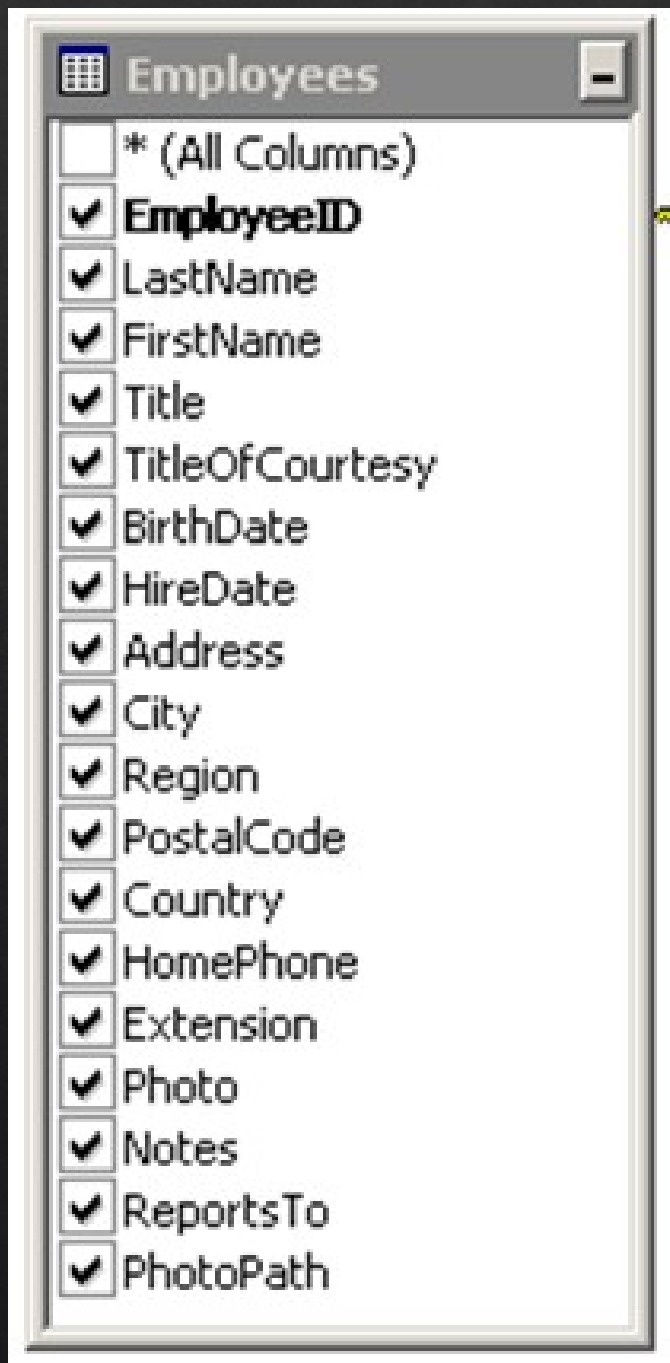 Employees
* (All Columns)
EmployeeID
LastName
FirstName
Title
TitleOfCourtesy
BirthDate
HireDate
Address
City
Region
PostalCode
Country
HomePhone
Extension
Photo
Notes
ReportsTo
PhotoPath